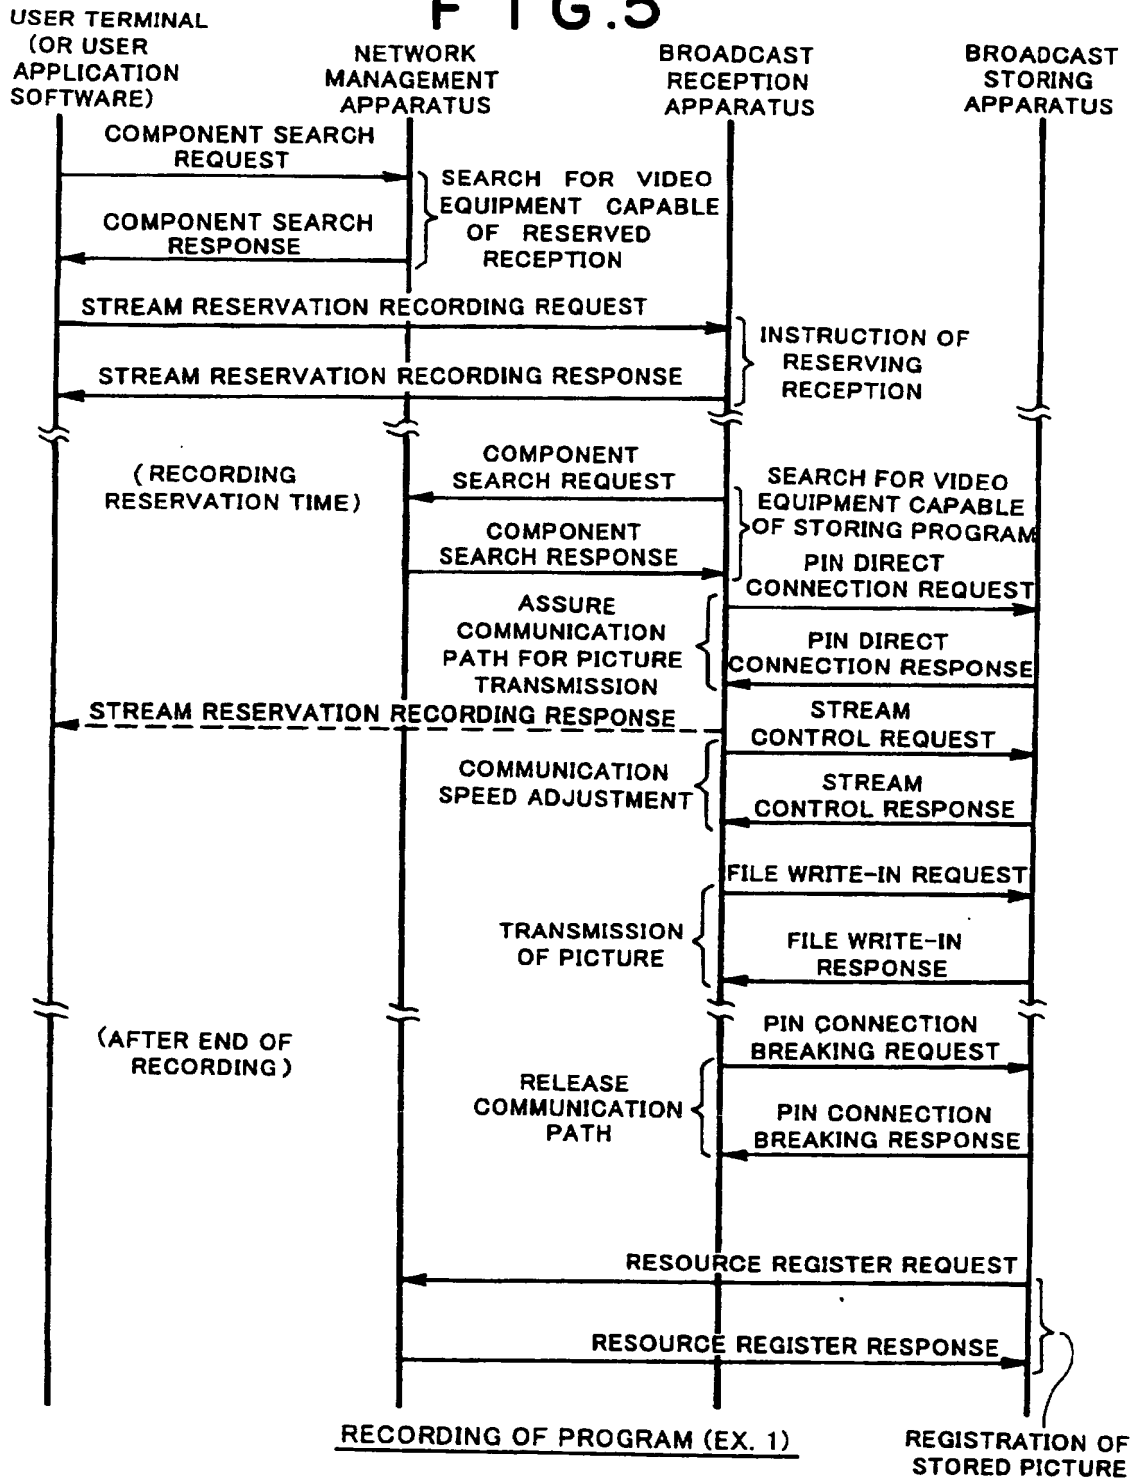 FIG.5
USER TERMINAL
(OR USER
APPLICATION
SOFTWARE)
NETWORK
MANAGEMENT
APPARATUS
BROADCAST
RECEPTION
APPARATUS
BROADCAST
STORING
APPARATUS
COMPONENT SEARCH
REQUEST
SEARCH FOR VIDEO
EQUIPMENT CAPABLE
OF RESERVED
RECEPTION
COMPONENT SEARCH
RESPONSE
STREAM RESERVATION RECORDING REQUEST
INSTRUCTION OF
RESERVING
RECEPTION
STREAM RESERVATION RECORDING RESPONSE
(RECORDING
RESERVATION TIME)
COMPONENT
SEARCH REQUEST
SEARCH FOR VIDEO
EQUIPMENT CAPABLE
OF STORING PROGRAM
COMPONENT
SEARCH RESPONSE
PIN DIRECT
CONNECTION REQUEST
ASSURE
COMMUNICATION
PATH FOR PICTURE
TRANSMISSION
PIN DIRECT
CONNECTION RESPONSE
STREAM RESERVATION RECORDING RESPONSE
STREAM
CONTROL REQUEST
COMMUNICATION
SPEED ADJUSTMENT
STREAM
CONTROL RESPONSE
FILE WRITE-IN REQUEST
TRANSMISSION
OF PICTURE
FILE WRITE-IN
RESPONSE
(AFTER END OF
RECORDING)
PIN CONNECTION
BREAKING REQUEST
RELEASE
COMMUNICATION
PATH
PIN CONNECTION
BREAKING RESPONSE
RESOURCE REGISTER REQUEST
RESOURCE REGISTER RESPONSE
RECORDING OF PROGRAM (EX. 1)
REGISTRATION OF
STORED PICTURE